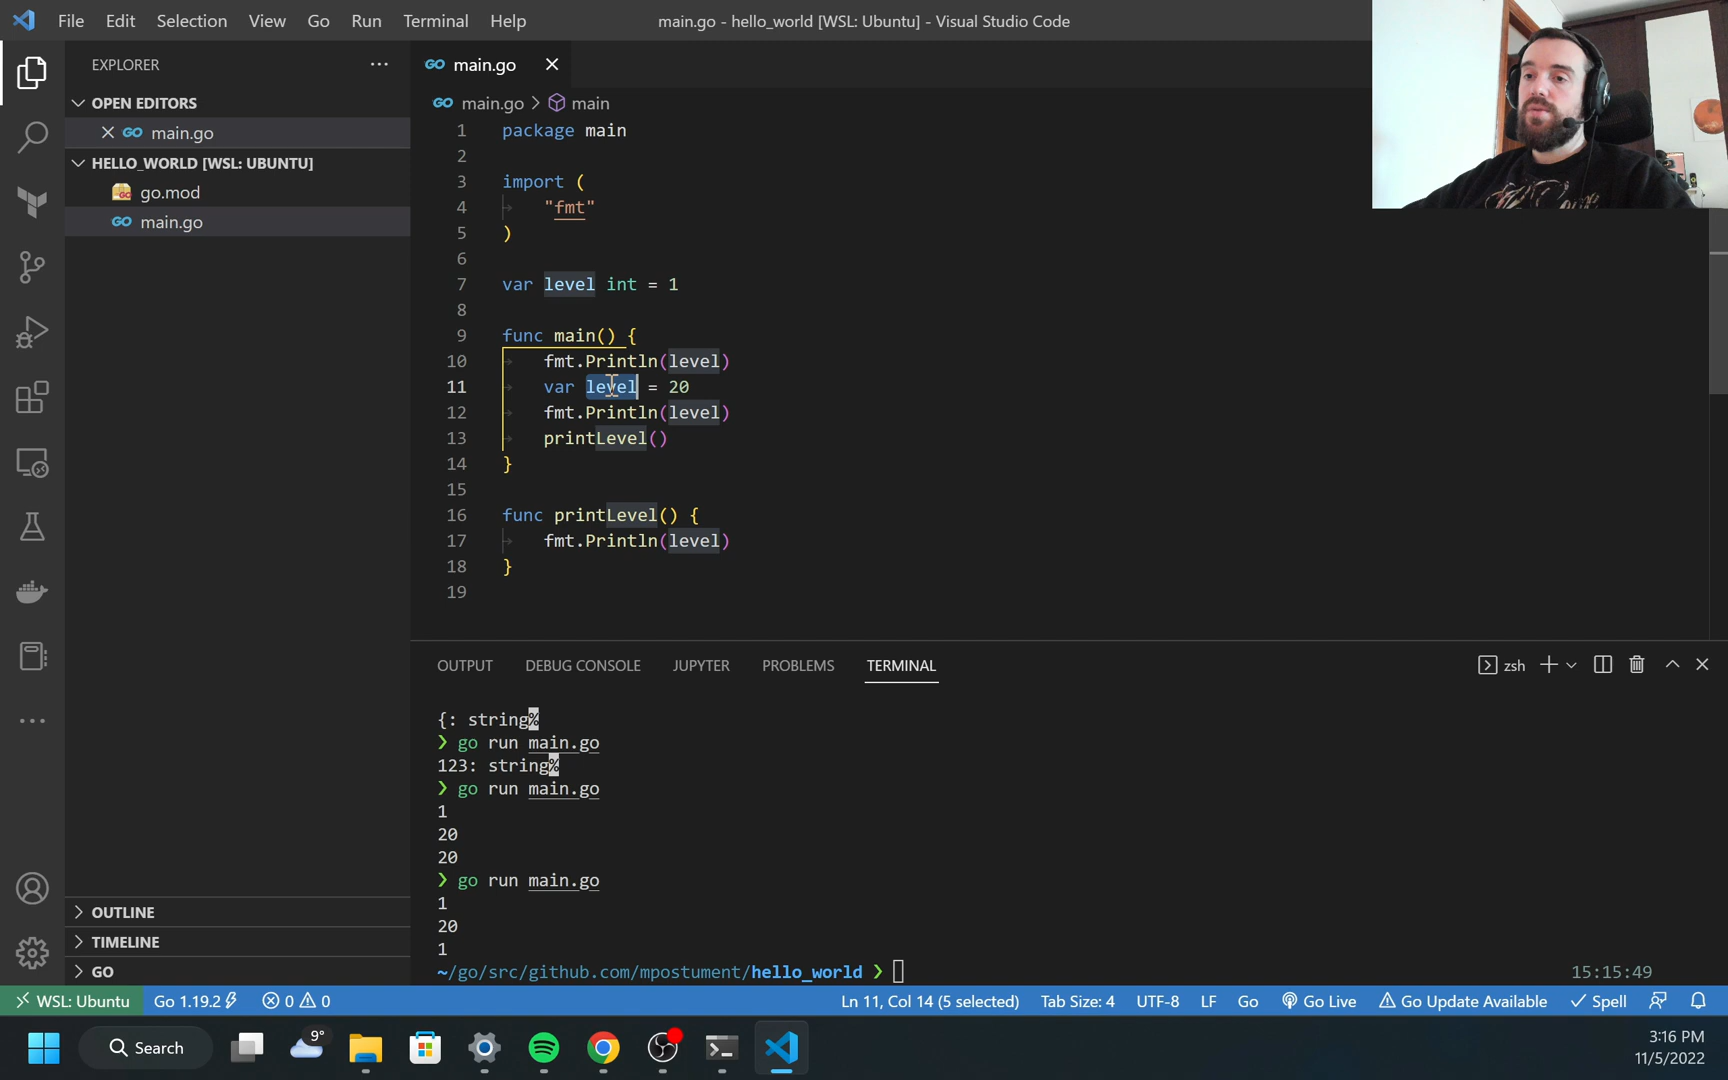 File Edit Selection View Go Run Terminal Help
main.go - hello_world [WSL: Ubuntu] - Visual Studio Code
EXPLORER
OPEN EDITORS
GO main.go
HELLO_WORLD [WSL: UBUNTU]
go.mod
GO main.go
OUTLINE
TIMELINE
GO
GO main.go
GO main.go > main
1 package main
2
3 import (
4 "fmt"
5 )
6
7 var level int = 1
8
9 func main() {
10 fmt.Println(level)
11 var level = 20
12 fmt.Println(level)
13 printLevel()
14 }
15
16 func printLevel() {
17 fmt.Println(level)
18 }
19
OUTPUT DEBUG CONSOLE JUPYTER PROBLEMS TERMINAL
zsh
{: string%
❯ go run main.go
123: string%
❯ go run main.go
1
20
20
❯ go run main.go
1
20
1
~/go/src/github.com/mpostument/hello_world ❯ 15:15:49
WSL: Ubuntu Go 1.19.2 0 0 Ln 11, Col 14 (5 selected) Tab Size: 4 UTF-8 LF Go Go Live Go Update Available Spell
9° Search
3:16 PM
11/5/2022